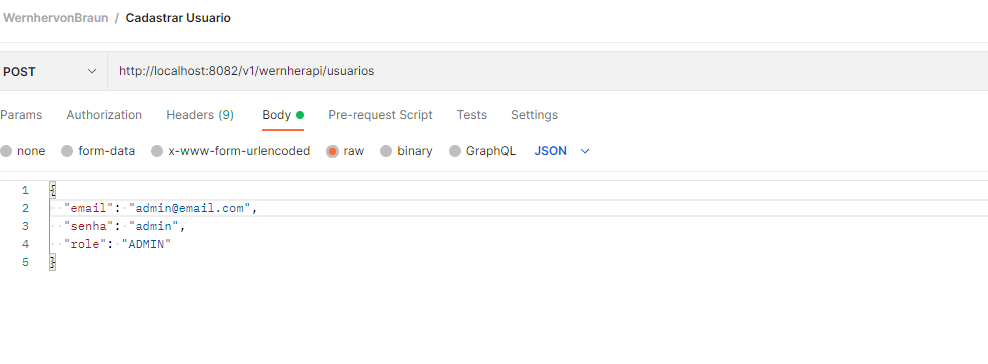 WernhervonBraun / Cadastrar Usuario
POST http://localhost:8082/v1/wernherapi/usuarios
Params Authorization Headers (9) Body Pre-request Script Tests Settings
none form-data x-www-form-urlencoded raw binary GraphQL JSON
1 {
2 "email": "admin@email.com",
3 "senha": "admin",
4 "role": "ADMIN"
5 }